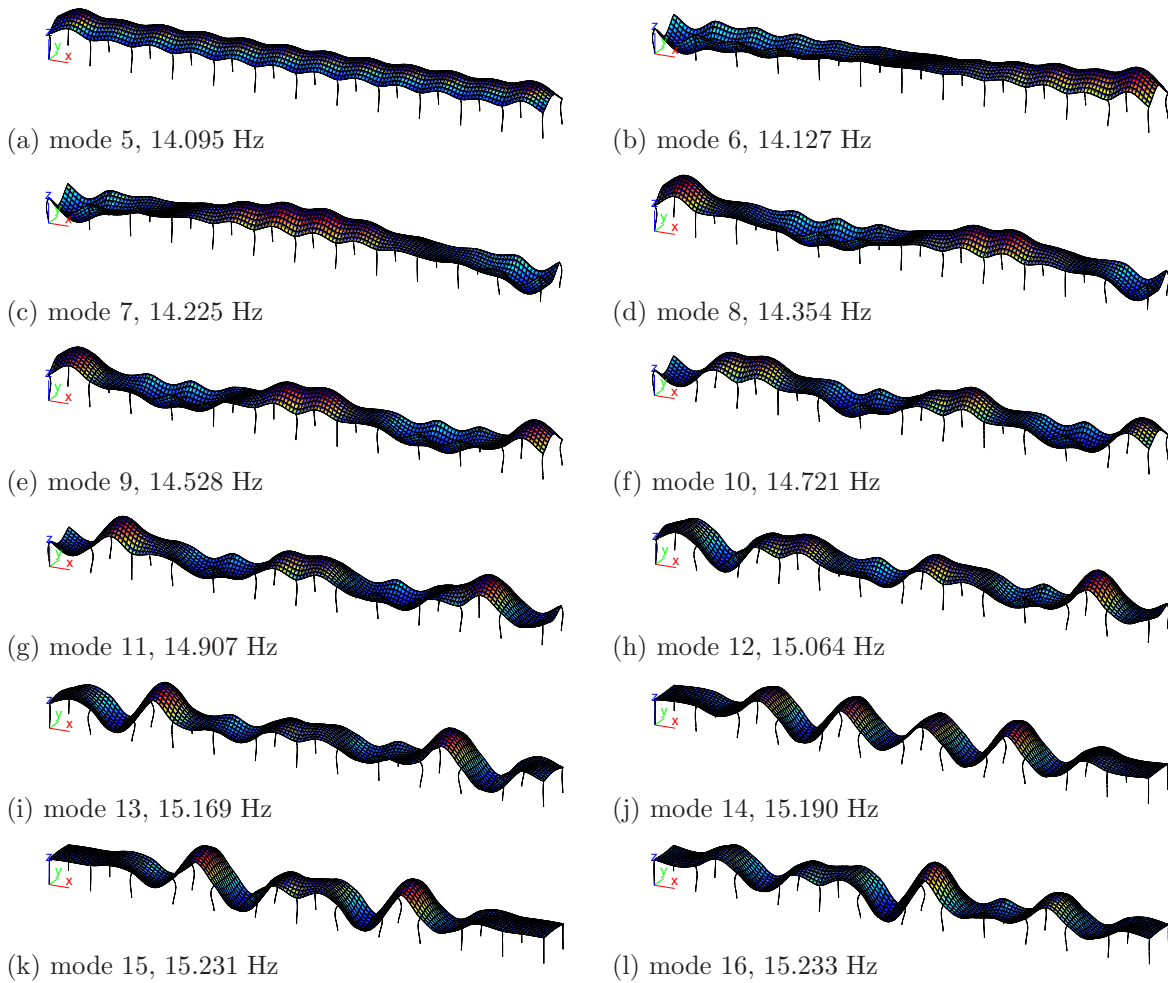 z y x
z y x
(a) mode 5, 14.095 Hz
(b) mode 6, 14.127 Hz
z y x
z y x
(c) mode 7, 14.225 Hz
(d) mode 8, 14.354 Hz
z y x
z y x
(e) mode 9, 14.528 Hz
(f) mode 10, 14.721 Hz
z y x
z y x
(g) mode 11, 14.907 Hz
(h) mode 12, 15.064 Hz
z y x
z y x
(i) mode 13, 15.169 Hz
(j) mode 14, 15.190 Hz
z y x
z y x
(k) mode 15, 15.231 Hz
(l) mode 16, 15.233 Hz